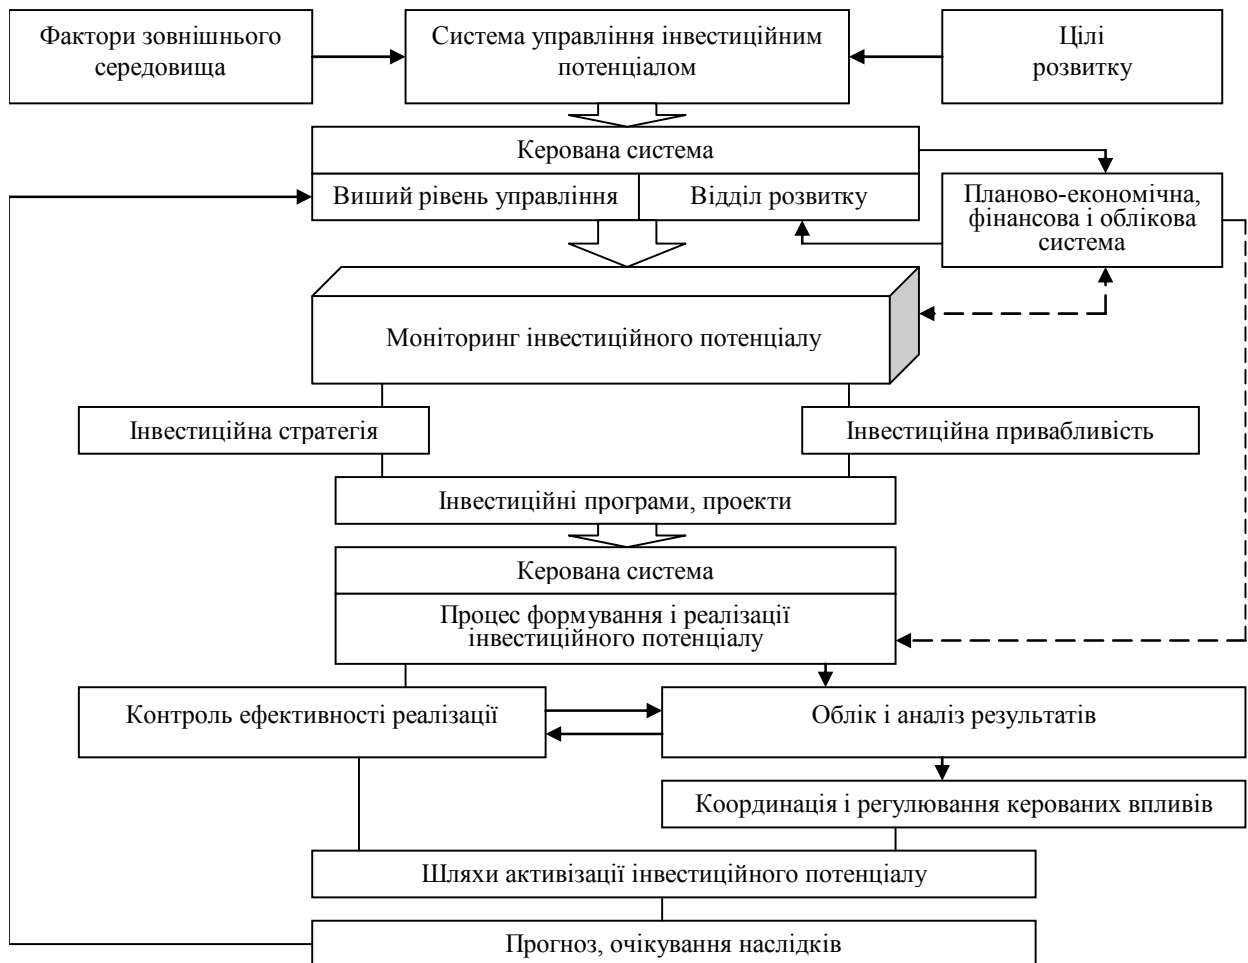 Фактори зовнішнього
середовища
Система управління інвестиційним
потенціалом
Цілі
розвитку
Керована система
Виший рівень управління
Відділ розвитку
Планово-економічна,
фінансова і облікова
система
Моніторинг інвестиційного потенціалу
Інвестиційна стратегія
Інвестиційна привабливість
Інвестиційні програми, проекти
Керована система
Процес формування і реалізації
інвестиційного потенціалу
Контроль ефективності реалізації
Облік і аналіз результатів
Координація і регулювання керованих впливів
Шляхи активізації інвестиційного потенціалу
Прогноз, очікування наслідків